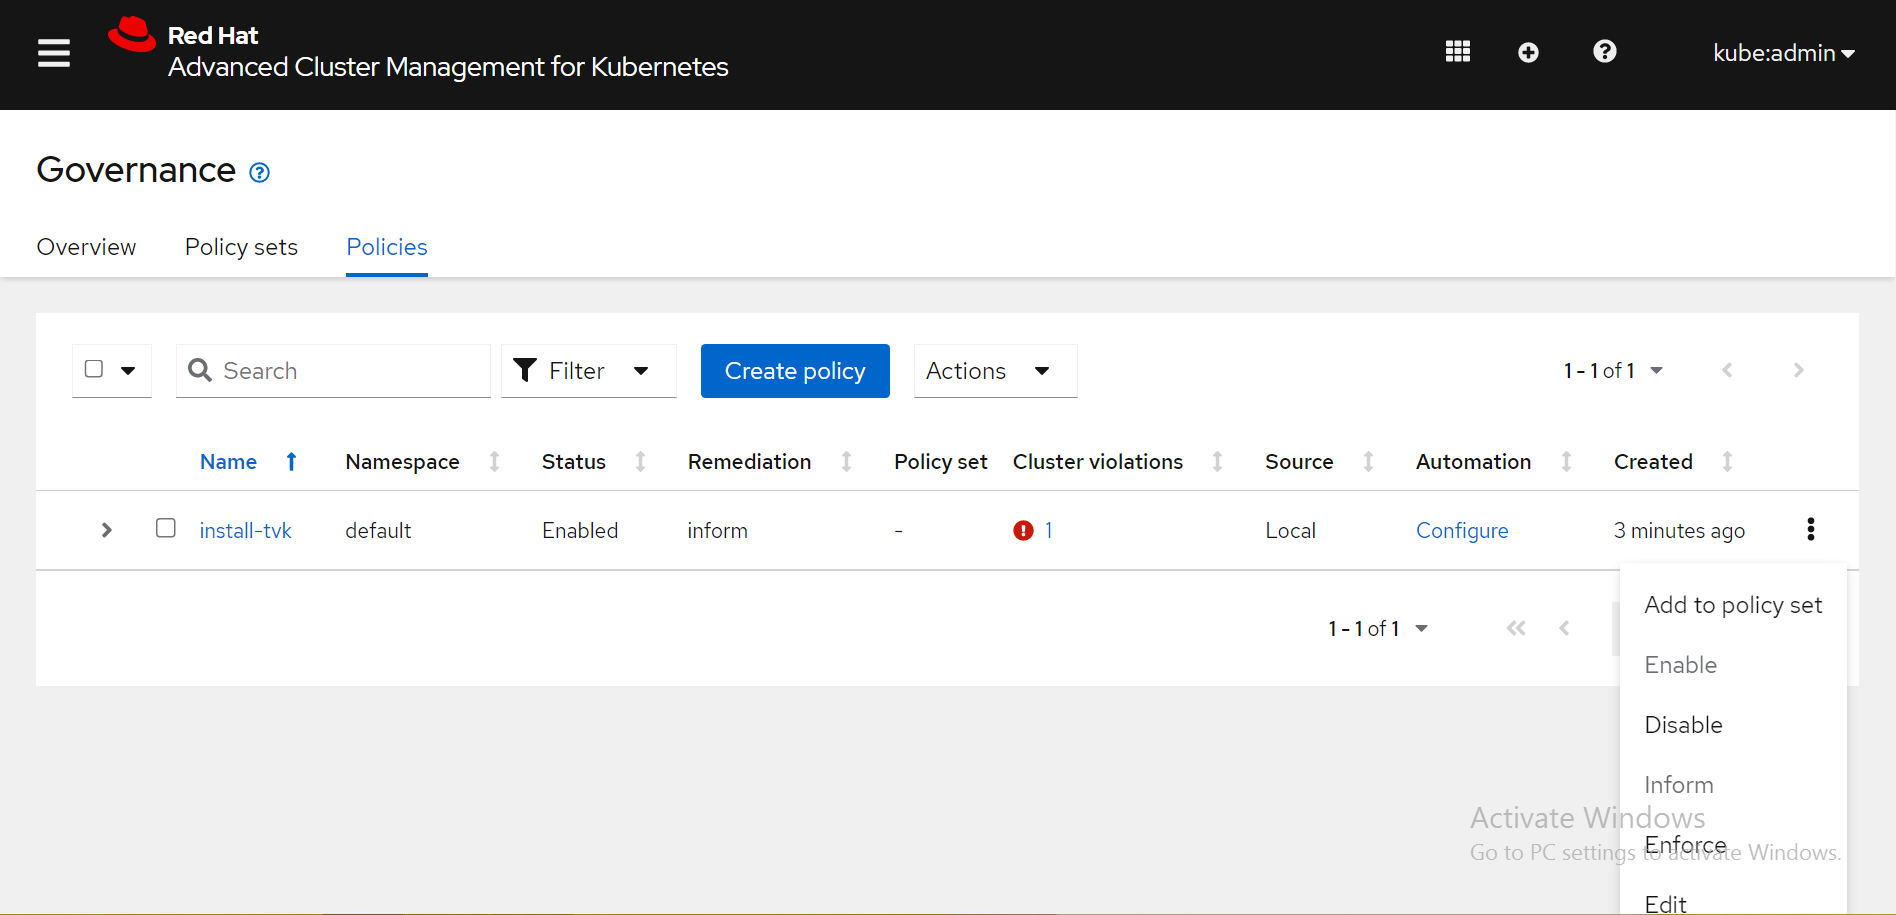 Red Hat
Advanced Cluster Management for Kubernetes
kube:admin
Governance
Overview Policy sets Policies
Search Filter Create policy Actions 1 - 1 of 1
Name Namespace Status Remediation Policy set Cluster violations Source Automation Created
install-tvk default Enabled inform - 1 Local Configure 3 minutes ago
1 - 1 of 1
Add to policy set
Enable
Disable
Inform
Enforce
Edit
Activate Windows
Go to PC settings to activate Windows.